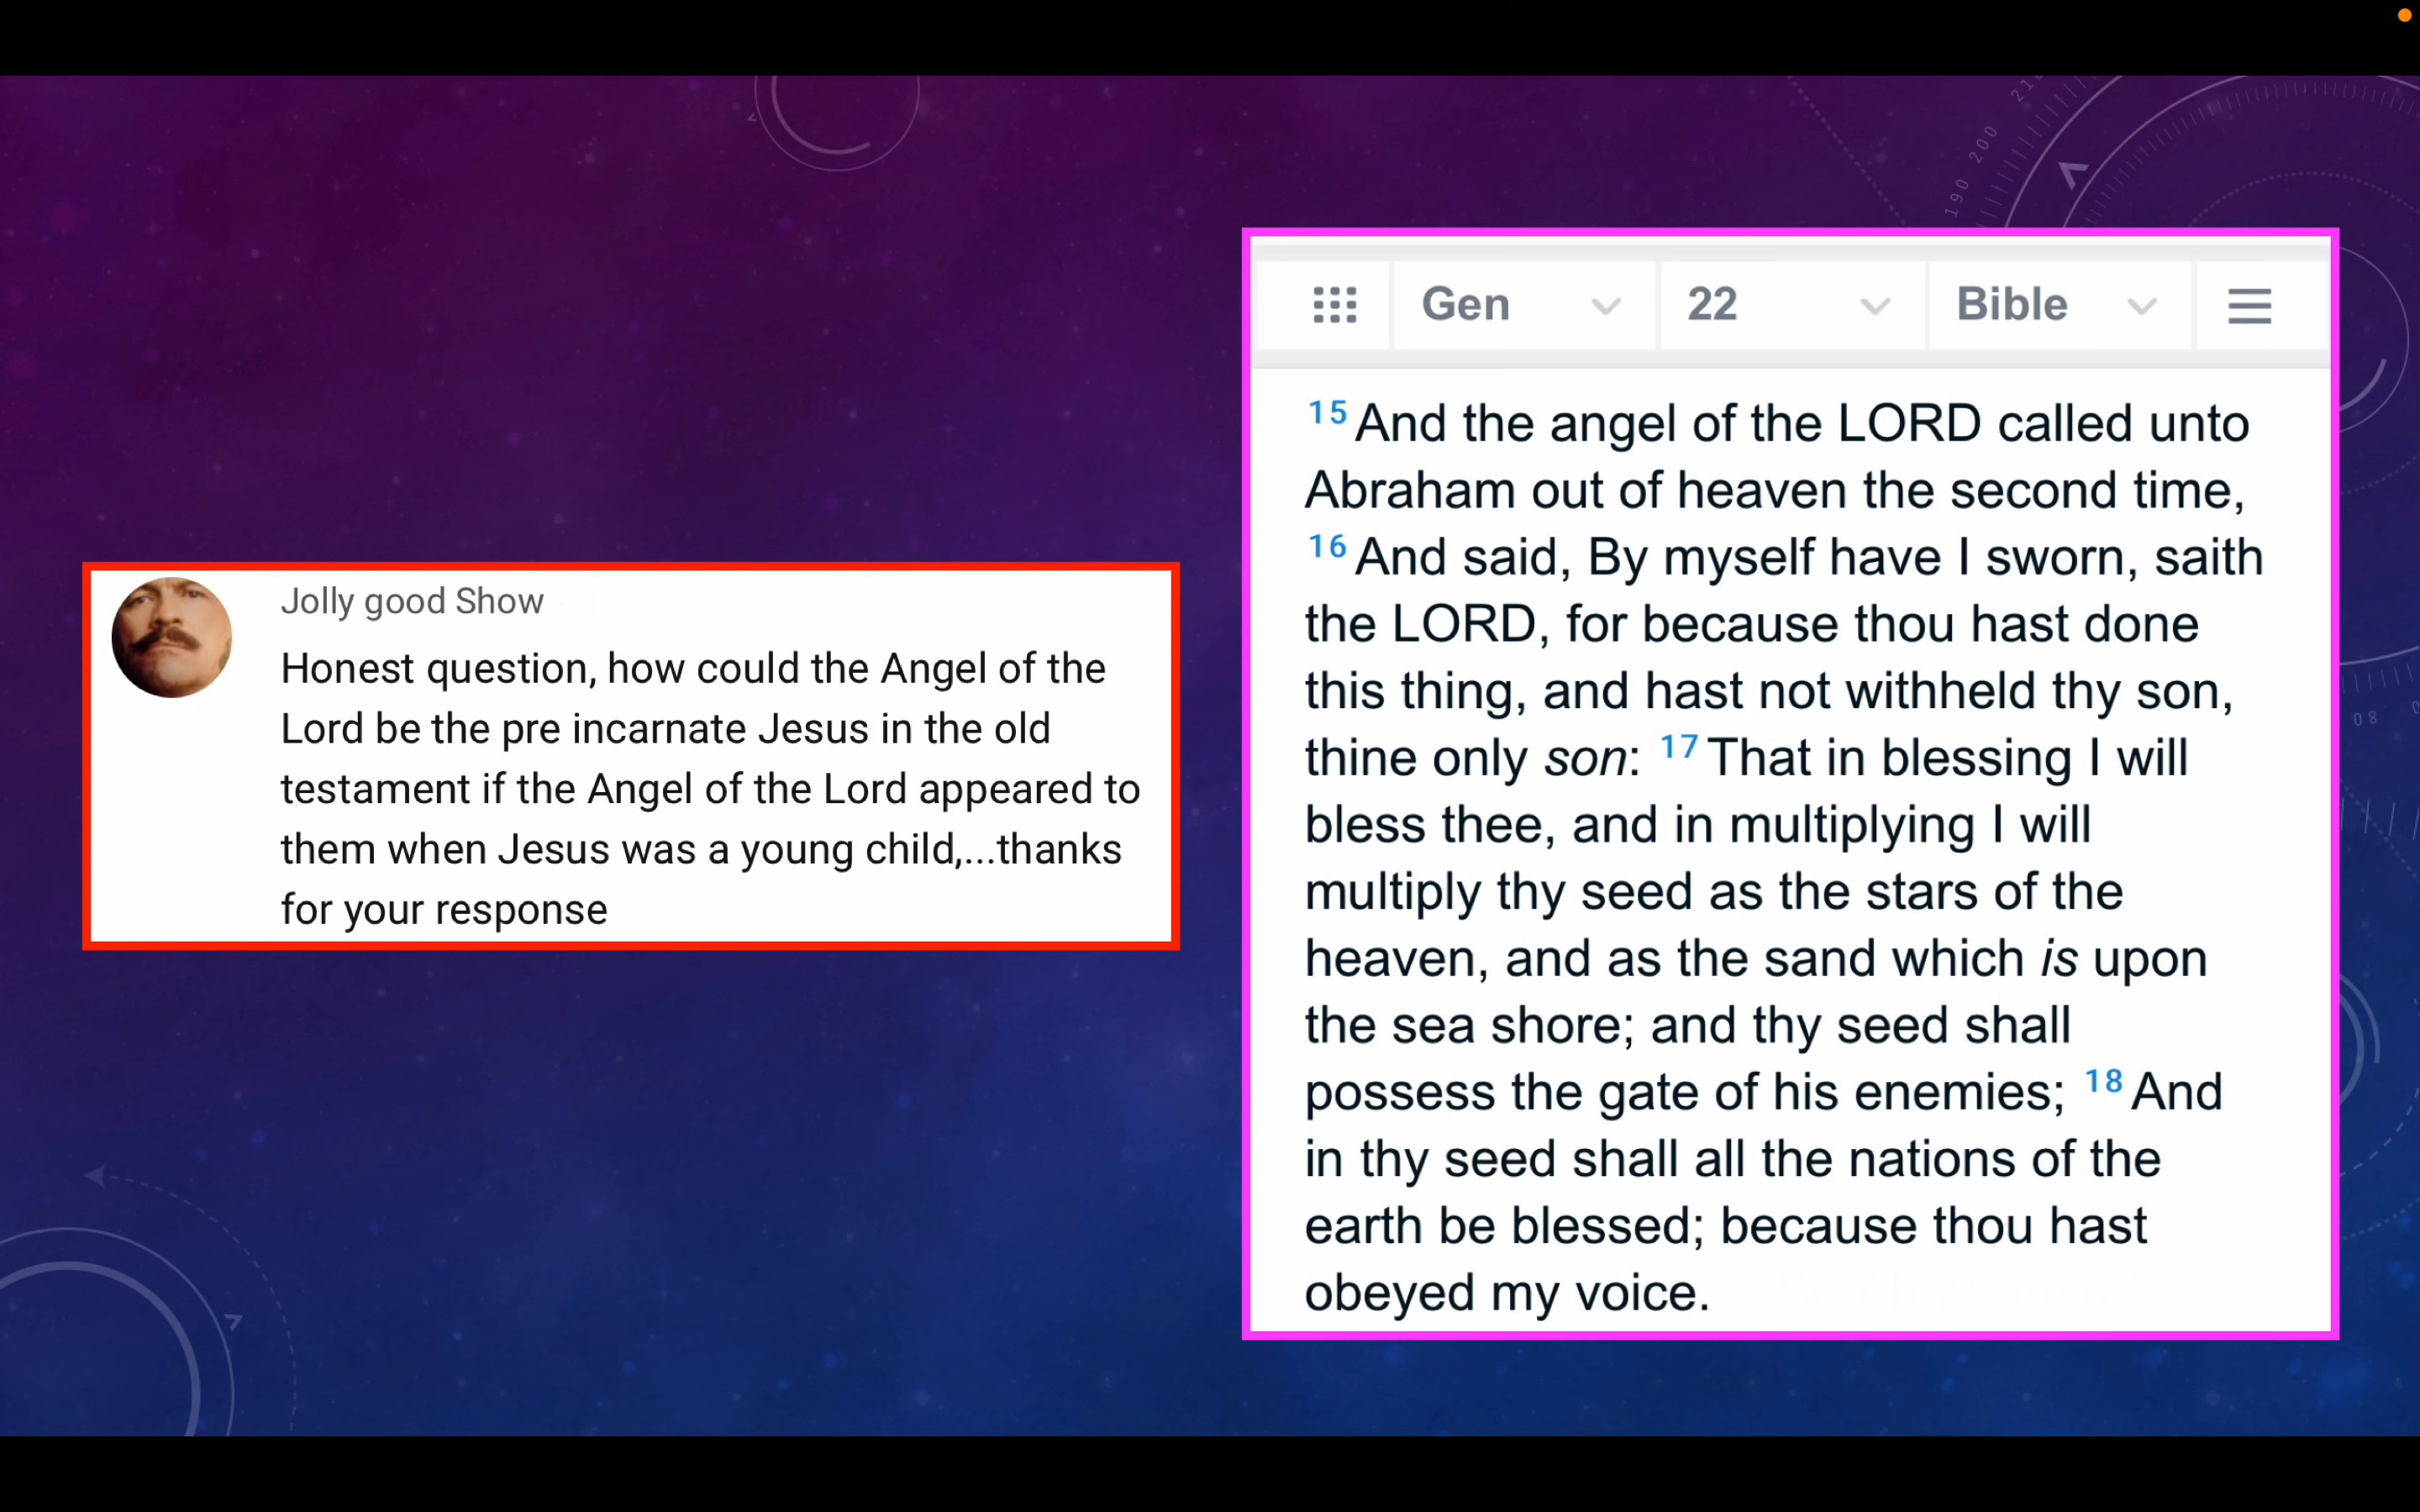 Jolly good Show
Honest question, how could the Angel of the
Lord be the pre incarnate Jesus in the old
testament if the Angel of the Lord appeared to
them when Jesus was a young child,...thanks
for your response
Gen 22 Bible
15 And the angel of the LORD called unto
Abraham out of heaven the second time,
16 And said, By myself have I sworn, saith
the LORD, for because thou hast done
this thing, and hast not withheld thy son,
thine only son: 17 That in blessing I will
bless thee, and in multiplying I will
multiply thy seed as the stars of the
heaven, and as the sand which is upon
the sea shore; and thy seed shall
possess the gate of his enemies; 18 And
in thy seed shall all the nations of the
earth be blessed; because thou hast
obeyed my voice.
190 200
80